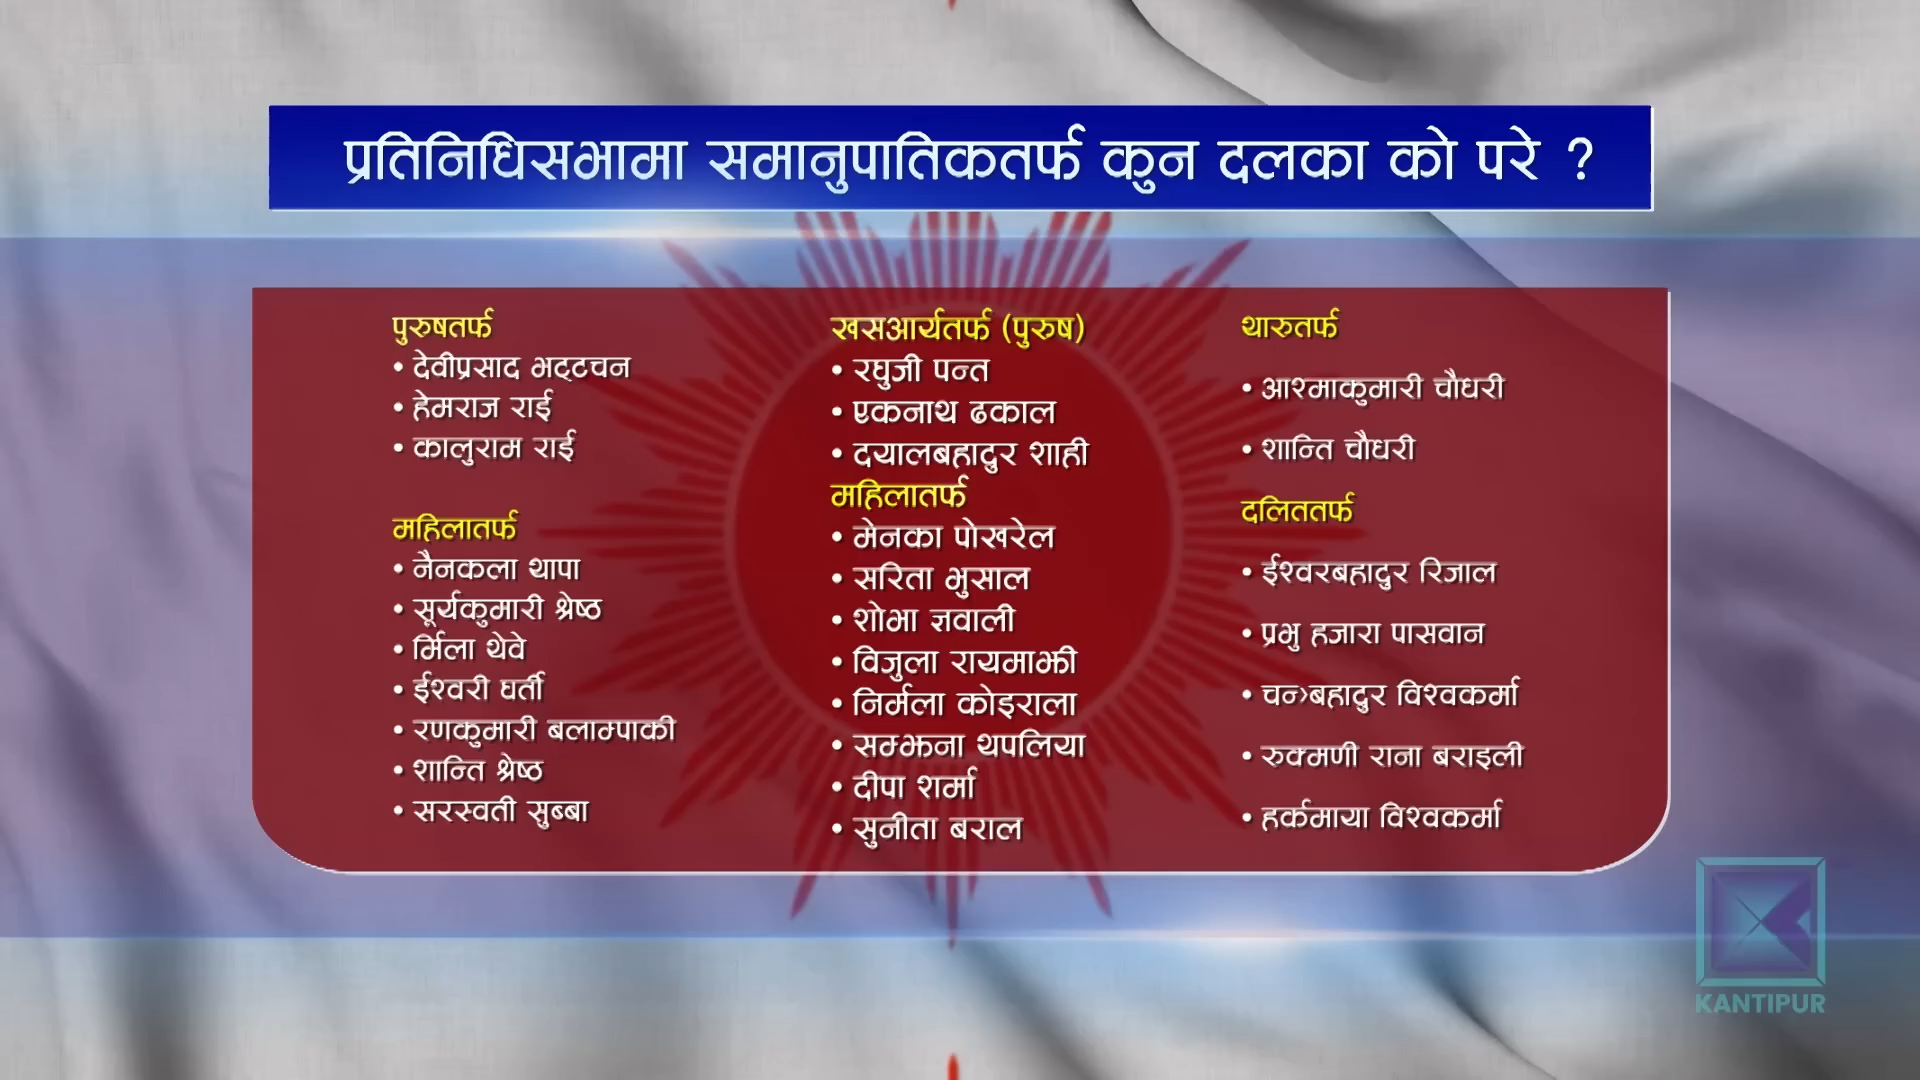 प्रतिनिधिसभामा समानुपातिकतर्फ कुन दलका को परे ?
पुरुषतर्फ
• देवीप्रसाद भट्टचन
• हेमराज राई
• कालुराम राई
महिलातर्फ
• नैनकला थापा
• सूर्यकुमारी श्रेष्ठ
• र्मिला थेवे
• ईश्वरी घर्ती
• रणकुमारी बलाम्पाकी
• शान्ति श्रेष्ठ
• सरस्वती सुब्बा
खसआर्यतर्फ (पुरुष)
• रघुजी पन्त
• एकनाथ ढकाल
• दयालबहादुर शाही
महिलातर्फ
• मेनका पोखरेल
• सरिता भुसाल
• शोभा ज्ञवाली
• विजुला रायमाझी
• निर्मला कोइराला
• सम्झना थपलिया
• दीपा शर्मा
• सुनीता बराल
थारुतर्फ
• आश्माकुमारी चौधरी
• शान्ति चौधरी
दलिततर्फ
• ईश्वरबहादुर रिजाल
• प्रभु हजारा पासवान
• चन>बहादुर विश्वकर्मा
• रुक्मणी राना बराइली
• हर्कमाया विश्वकर्मा
KANTIPUR